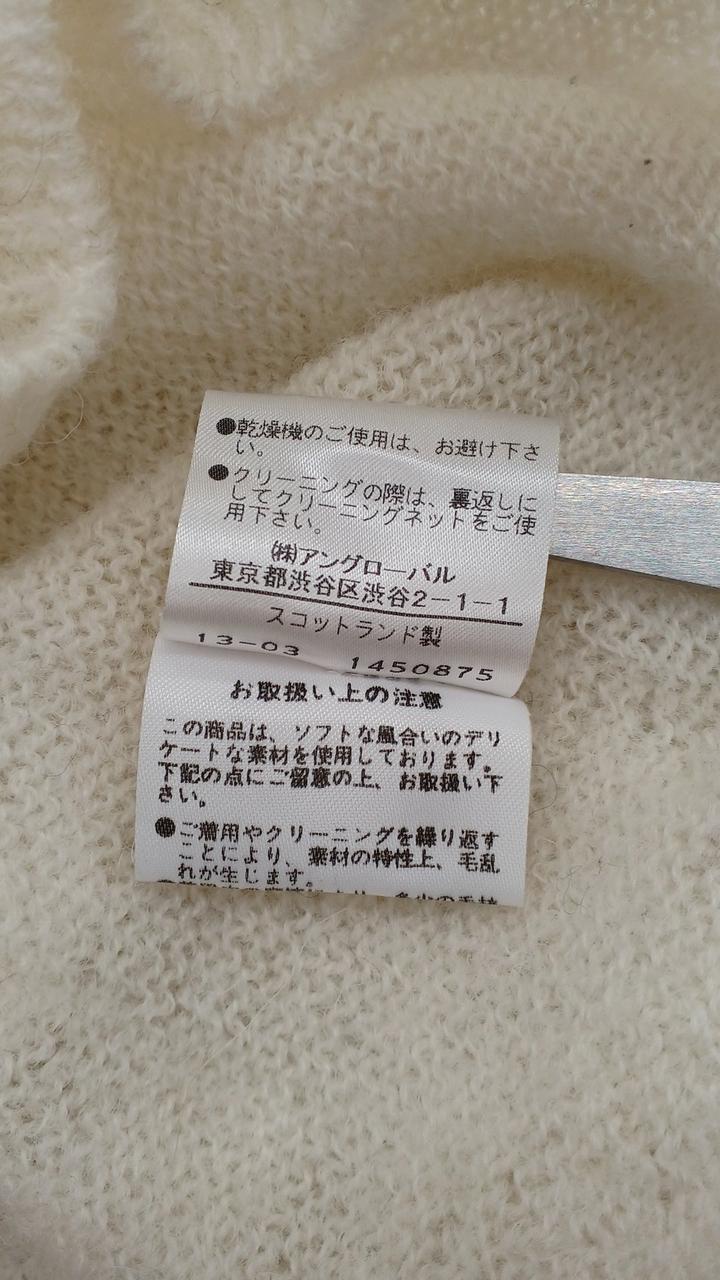 ●乾燥機のご使用は、お避け下さ
い。
●クリーニングの際は、裏返しに
してクリーニングネットをご使
用下さい。
㈱アングローバル
東京都渋谷区渋谷2-1-1
スコットランド製
13-03 1450875
お取扱い上の注意
この商品は、ソフトな風合いのデリ
ケートな素材を使用しております。
下記の点にご留意の上、お取扱い下
さい。
●ご着用やクリーニングを繰り返す
ことにより、素材の特性上、毛乱
れが生じます。